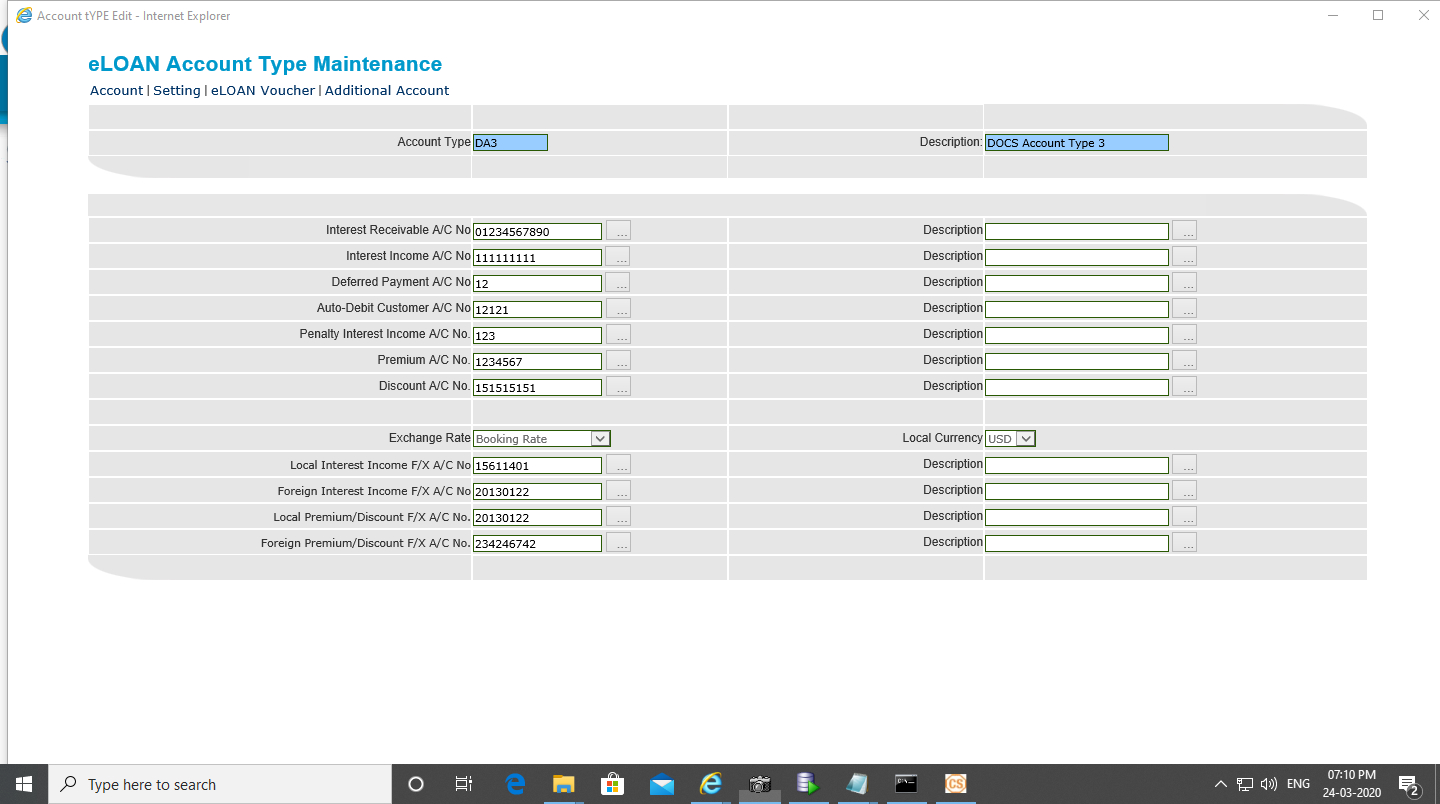 Account tYPE Edit - Internet Explorer
eLOAN Account Type Maintenance
Account | Setting | eLOAN Voucher | Additional Account
Account Type DA3 Description: DOCS Account Type 3
Interest Receivable A/C No 01234567890 ... Description ...
Interest Income A/C No 111111111 ... Description ...
Deferred Payment A/C No 12 ... Description ...
Auto-Debit Customer A/C No 12121 ... Description ...
Penalty Interest Income A/C No. 123 ... Description ...
Premium A/C No. 1234567 ... Description ...
Discount A/C No. 151515151 ... Description ...
Exchange Rate Booking Rate Local Currency USD
Local Interest Income F/X A/C No 15611401 ... Description ...
Foreign Interest Income F/X A/C No 20130122 ... Description ...
Local Premium/Discount F/X A/C No. 20130122 ... Description ...
Foreign Premium/Discount F/X A/C No. 234246742 ... Description ...
Type here to search
CS
ENG
07:10 PM
24-03-2020
2